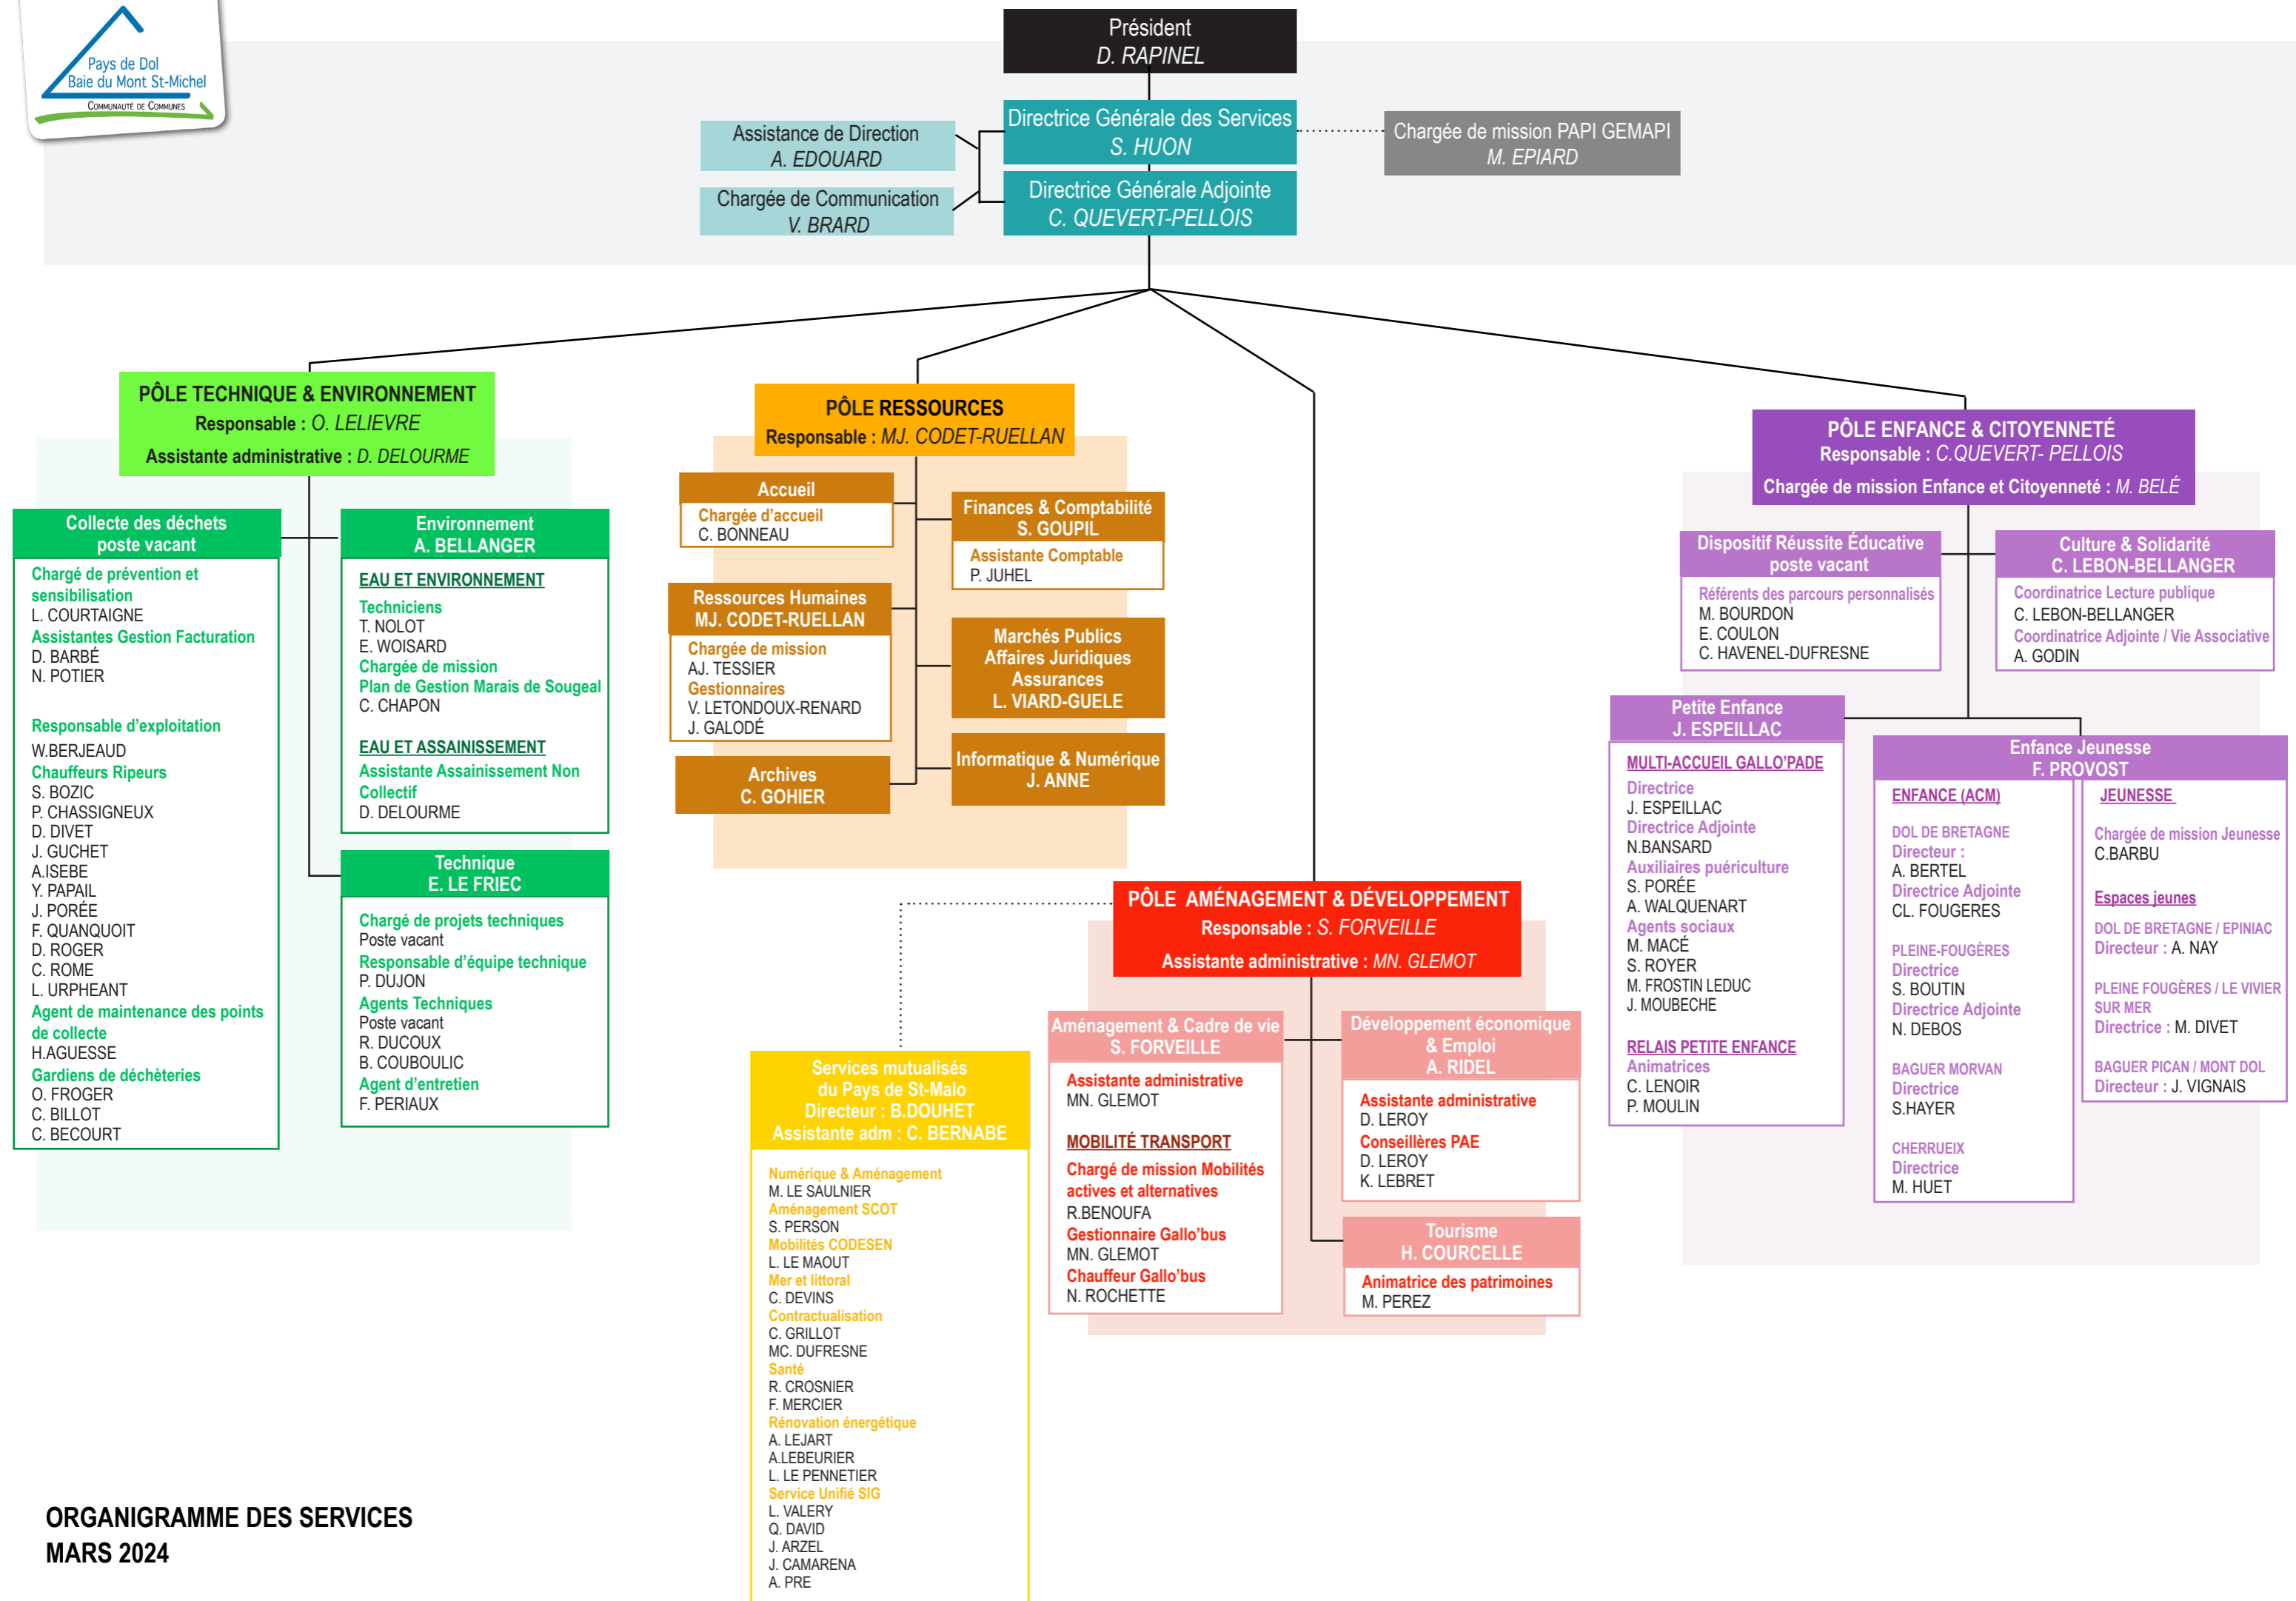 Pays de Dol
Baie du Mont St-Michel
COMMUNAUTÉ DE COMMUNES
Président
D. RAPINEL
Directrice Générale des Services
S. HUON
Assistance de Direction
A. EDOUARD
Chargée de mission PAPI GEMAPI
M. EPIARD
Directrice Générale Adjointe
C. QUEVERT-PELLOIS
Chargée de Communication
V. BRARD
PÔLE TECHNIQUE & ENVIRONNEMENT
Responsable : O. LELIEVRE
Assistante administrative : D. DELOURME
Collecte des déchets
poste vacant
Chargé de prévention et
sensibilisation
L. COURTAIGNE
Assistantes Gestion Facturation
D. BARBÉ
N. POTIER
Responsable d'exploitation
W.BERJEAUD
Chauffeurs Ripeurs
S. BOZIC
P. CHASSIGNEUX
D. DIVET
J. GUCHET
A.ISEBE
Y. PAPAIL
J. PORÉE
F. QUANQUOIT
D. ROGER
C. ROME
L. URPHEANT
Agent de maintenance des points
de collecte
H.AGUESSE
Gardiens de déchèteries
O. FROGER
C. BILLOT
C. BECOURT
Environnement
A. BELLANGER
EAU ET ENVIRONNEMENT
Techniciens
T. NOLOT
E. WOISARD
Chargée de mission
Plan de Gestion Marais de Sougeal
C. CHAPON
EAU ET ASSAINISSEMENT
Assistante Assainissement Non
Collectif
D. DELOURME
Technique
E. LE FRIEC
Chargé de projets techniques
Poste vacant
Responsable d'équipe technique
P. DUJON
Agents Techniques
Poste vacant
R. DUCOUX
B. COUBOULIC
Agent d'entretien
F. PERIAUX
PÔLE RESSOURCES
Responsable : MJ. CODET-RUELLAN
Accueil
Chargée d'accueil
C. BONNEAU
Ressources Humaines
MJ. CODET-RUELLAN
Chargée de mission
AJ. TESSIER
Gestionnaires
V. LETONDOUX-RENARD
J. GALODÉ
Archives
C. GOHIER
Finances & Comptabilité
S. GOUPIL
Assistante Comptable
P. JUHEL
Marchés Publics
Affaires Juridiques
Assurances
L. VIARD-GUELE
Informatique & Numérique
J. ANNE
PÔLE AMÉNAGEMENT & DÉVELOPPEMENT
Responsable : S. FORVEILLE
Assistante administrative : MN. GLEMOT
Services mutualisés
du Pays de St-Malo
Directeur : B.DOUHET
Assistante adm : C. BERNABE
Numérique & Aménagement
M. LE SAULNIER
Aménagement SCOT
S. PERSON
Mobilités CODESEN
L. LE MAOUT
Mer et littoral
C. DEVINS
Contractualisation
C. GRILLOT
MC. DUFRESNE
Santé
R. CROSNIER
F. MERCIER
Rénovation énergétique
A. LEJART
A.LEBEURIER
L. LE PENNETIER
Service Unifié SIG
L. VALERY
Q. DAVID
J. ARZEL
J. CAMARENA
A. PRE
Aménagement & Cadre de vie
S. FORVEILLE
Assistante administrative
MN. GLEMOT
MOBILITÉ TRANSPORT
Chargé de mission Mobilités
actives et alternatives
R.BENOUFA
Gestionnaire Gallo'bus
MN. GLEMOT
Chauffeur Gallo'bus
N. ROCHETTE
Développement économique
& Emploi
A. RIDEL
Assistante administrative
D. LEROY
Conseillères PAE
D. LEROY
K. LEBRET
Tourisme
H. COURCELLE
Animatrice des patrimoines
M. PEREZ
PÔLE ENFANCE & CITOYENNETÉ
Responsable : C.QUEVERT- PELLOIS
Chargée de mission Enfance et Citoyenneté : M. BELÉ
Dispositif Réussite Éducative
poste vacant
Référents des parcours personnalisés
M. BOURDON
E. COULON
C. HAVENEL-DUFRESNE
Culture & Solidarité
C. LEBON-BELLANGER
Coordinatrice Lecture publique
C. LEBON-BELLANGER
Coordinatrice Adjointe / Vie Associative
A. GODIN
Petite Enfance
J. ESPEILLAC
MULTI-ACCUEIL GALLO'PADE
Directrice
J. ESPEILLAC
Directrice Adjointe
N.BANSARD
Auxiliaires puériculture
S. PORÉE
A. WALQUENART
Agents sociaux
M. MACÉ
S. ROYER
M. FROSTIN LEDUC
J. MOUBECHE
RELAIS PETITE ENFANCE
Animatrices
C. LENOIR
P. MOULIN
Enfance Jeunesse
F. PROVOST
ENFANCE (ACM)
DOL DE BRETAGNE
Directeur :
A. BERTEL
Directrice Adjointe
CL. FOUGERES
PLEINE-FOUGÈRES
Directrice
S. BOUTIN
Directrice Adjointe
N. DEBOS
BAGUER MORVAN
Directrice
S.HAYER
CHERRUEIX
Directrice
M. HUET
JEUNESSE
Chargée de mission Jeunesse
C.BARBU
Espaces jeunes
DOL DE BRETAGNE / EPINIAC
Directeur : A. NAY
PLEINE FOUGÈRES / LE VIVIER
SUR MER
Directrice : M. DIVET
BAGUER PICAN / MONT DOL
Directeur : J. VIGNAIS
ORGANIGRAMME DES SERVICES
MARS 2024